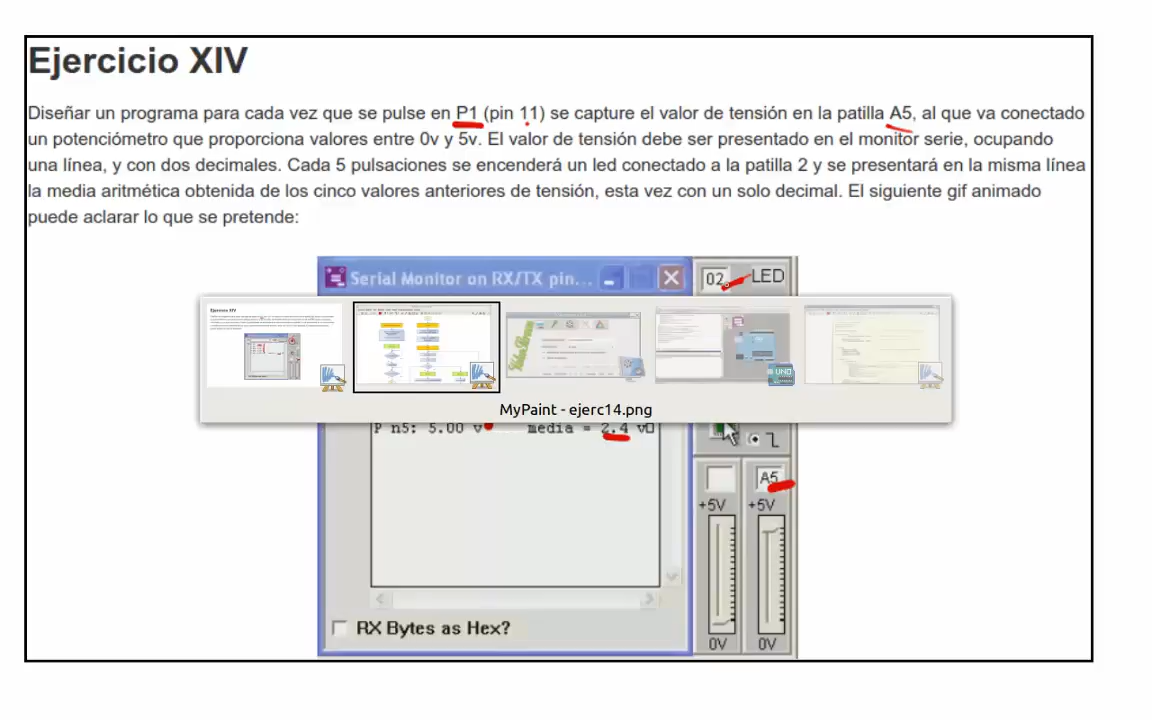 Ejercicio XIV
Diseñar un programa para cada vez que se pulse en P1 (pin 11) se capture el valor de tensión en la patilla A5, al que va conectado
un potenciómetro que proporciona valores entre 0v y 5v. El valor de tensión debe ser presentado en el monitor serie, ocupando
una línea, y con dos decimales. Cada 5 pulsaciones se encenderá un led conectado a la patilla 2 y se presentará en la misma línea
la media aritmética obtenida de los cinco valores anteriores de tensión, esta vez con un solo decimal. El siguiente gif animado
puede aclarar lo que se pretende:
Serial Monitor on RX/TX pin...
02 LED
Ejercicio XIV
UNO
MyPaint - ejerc14.png
P n5: 5.00 v media = 2.4 v
A5
+5V +5V
RX Bytes as Hex?
0V 0V